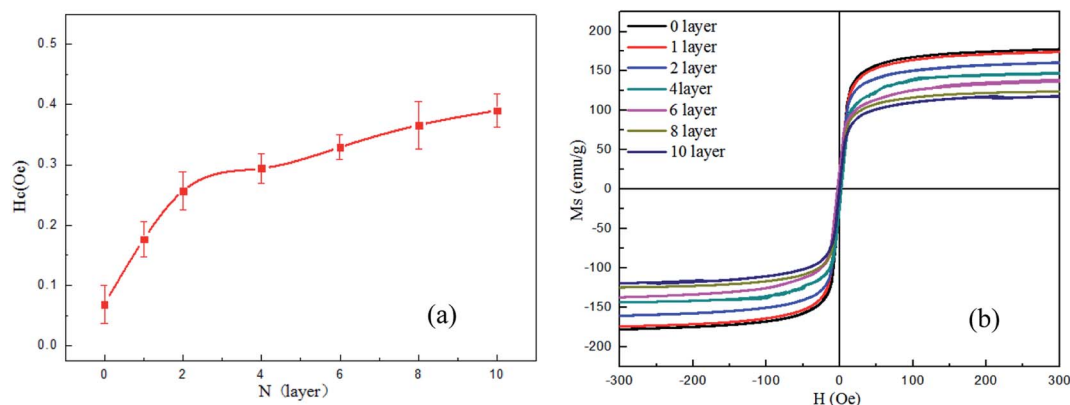 0.5
0.4
0.3
0.2
0.1
0.0
0
2
4
6
8
10
Hc(Oe)
N (layer)
(a)
200
150
100
50
0
-50
-100
-150
-200
-300
-200
-100
0
100
200
300
Ms (emu/g)
H (Oe)
0 layer
1 layer
2 layer
4layer
6 layer
8 layer
10 layer
(b)